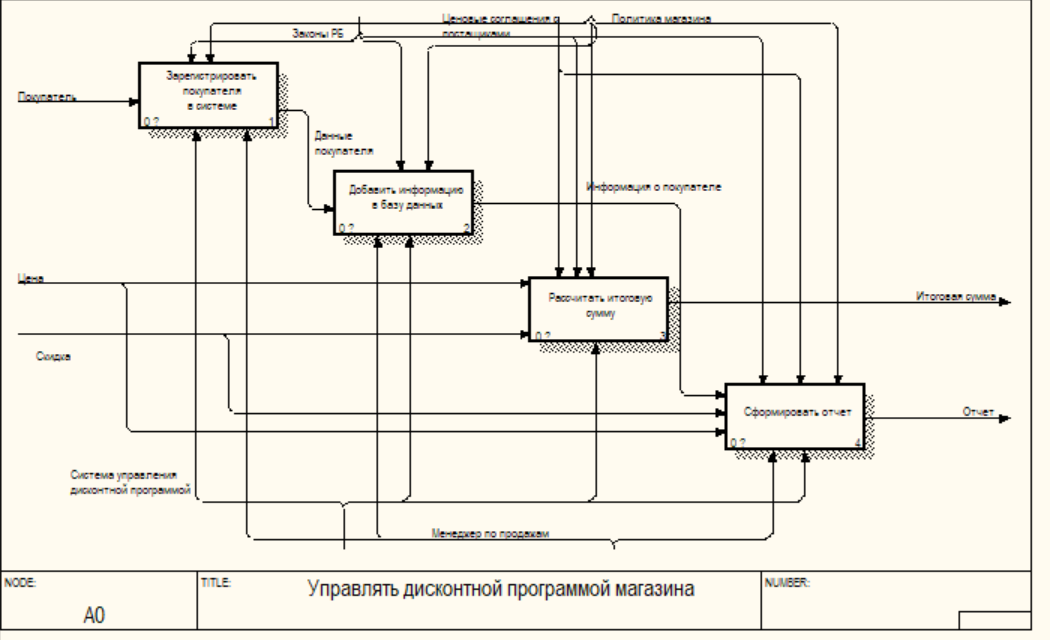 Ценовые соглашения с
поставщиками
Политика магазина
Законы РБ
Зарегистрировать
покупателя
в системе
0 ?
1
Покупатель
Данные
покупателя
Добавить информацию
в базу данных
0 ?
2
Информация о покупателе
Цена
Рассчитать итоговую
сумму
0 ?
3
Итоговая сумма
Скидка
Сформировать отчет
0 ?
4
Отчет
Система управления
дисконтной программой
Менеджер по продажам
NODE:
A0
TITLE:
Управлять дисконтной программой магазина
NUMBER: